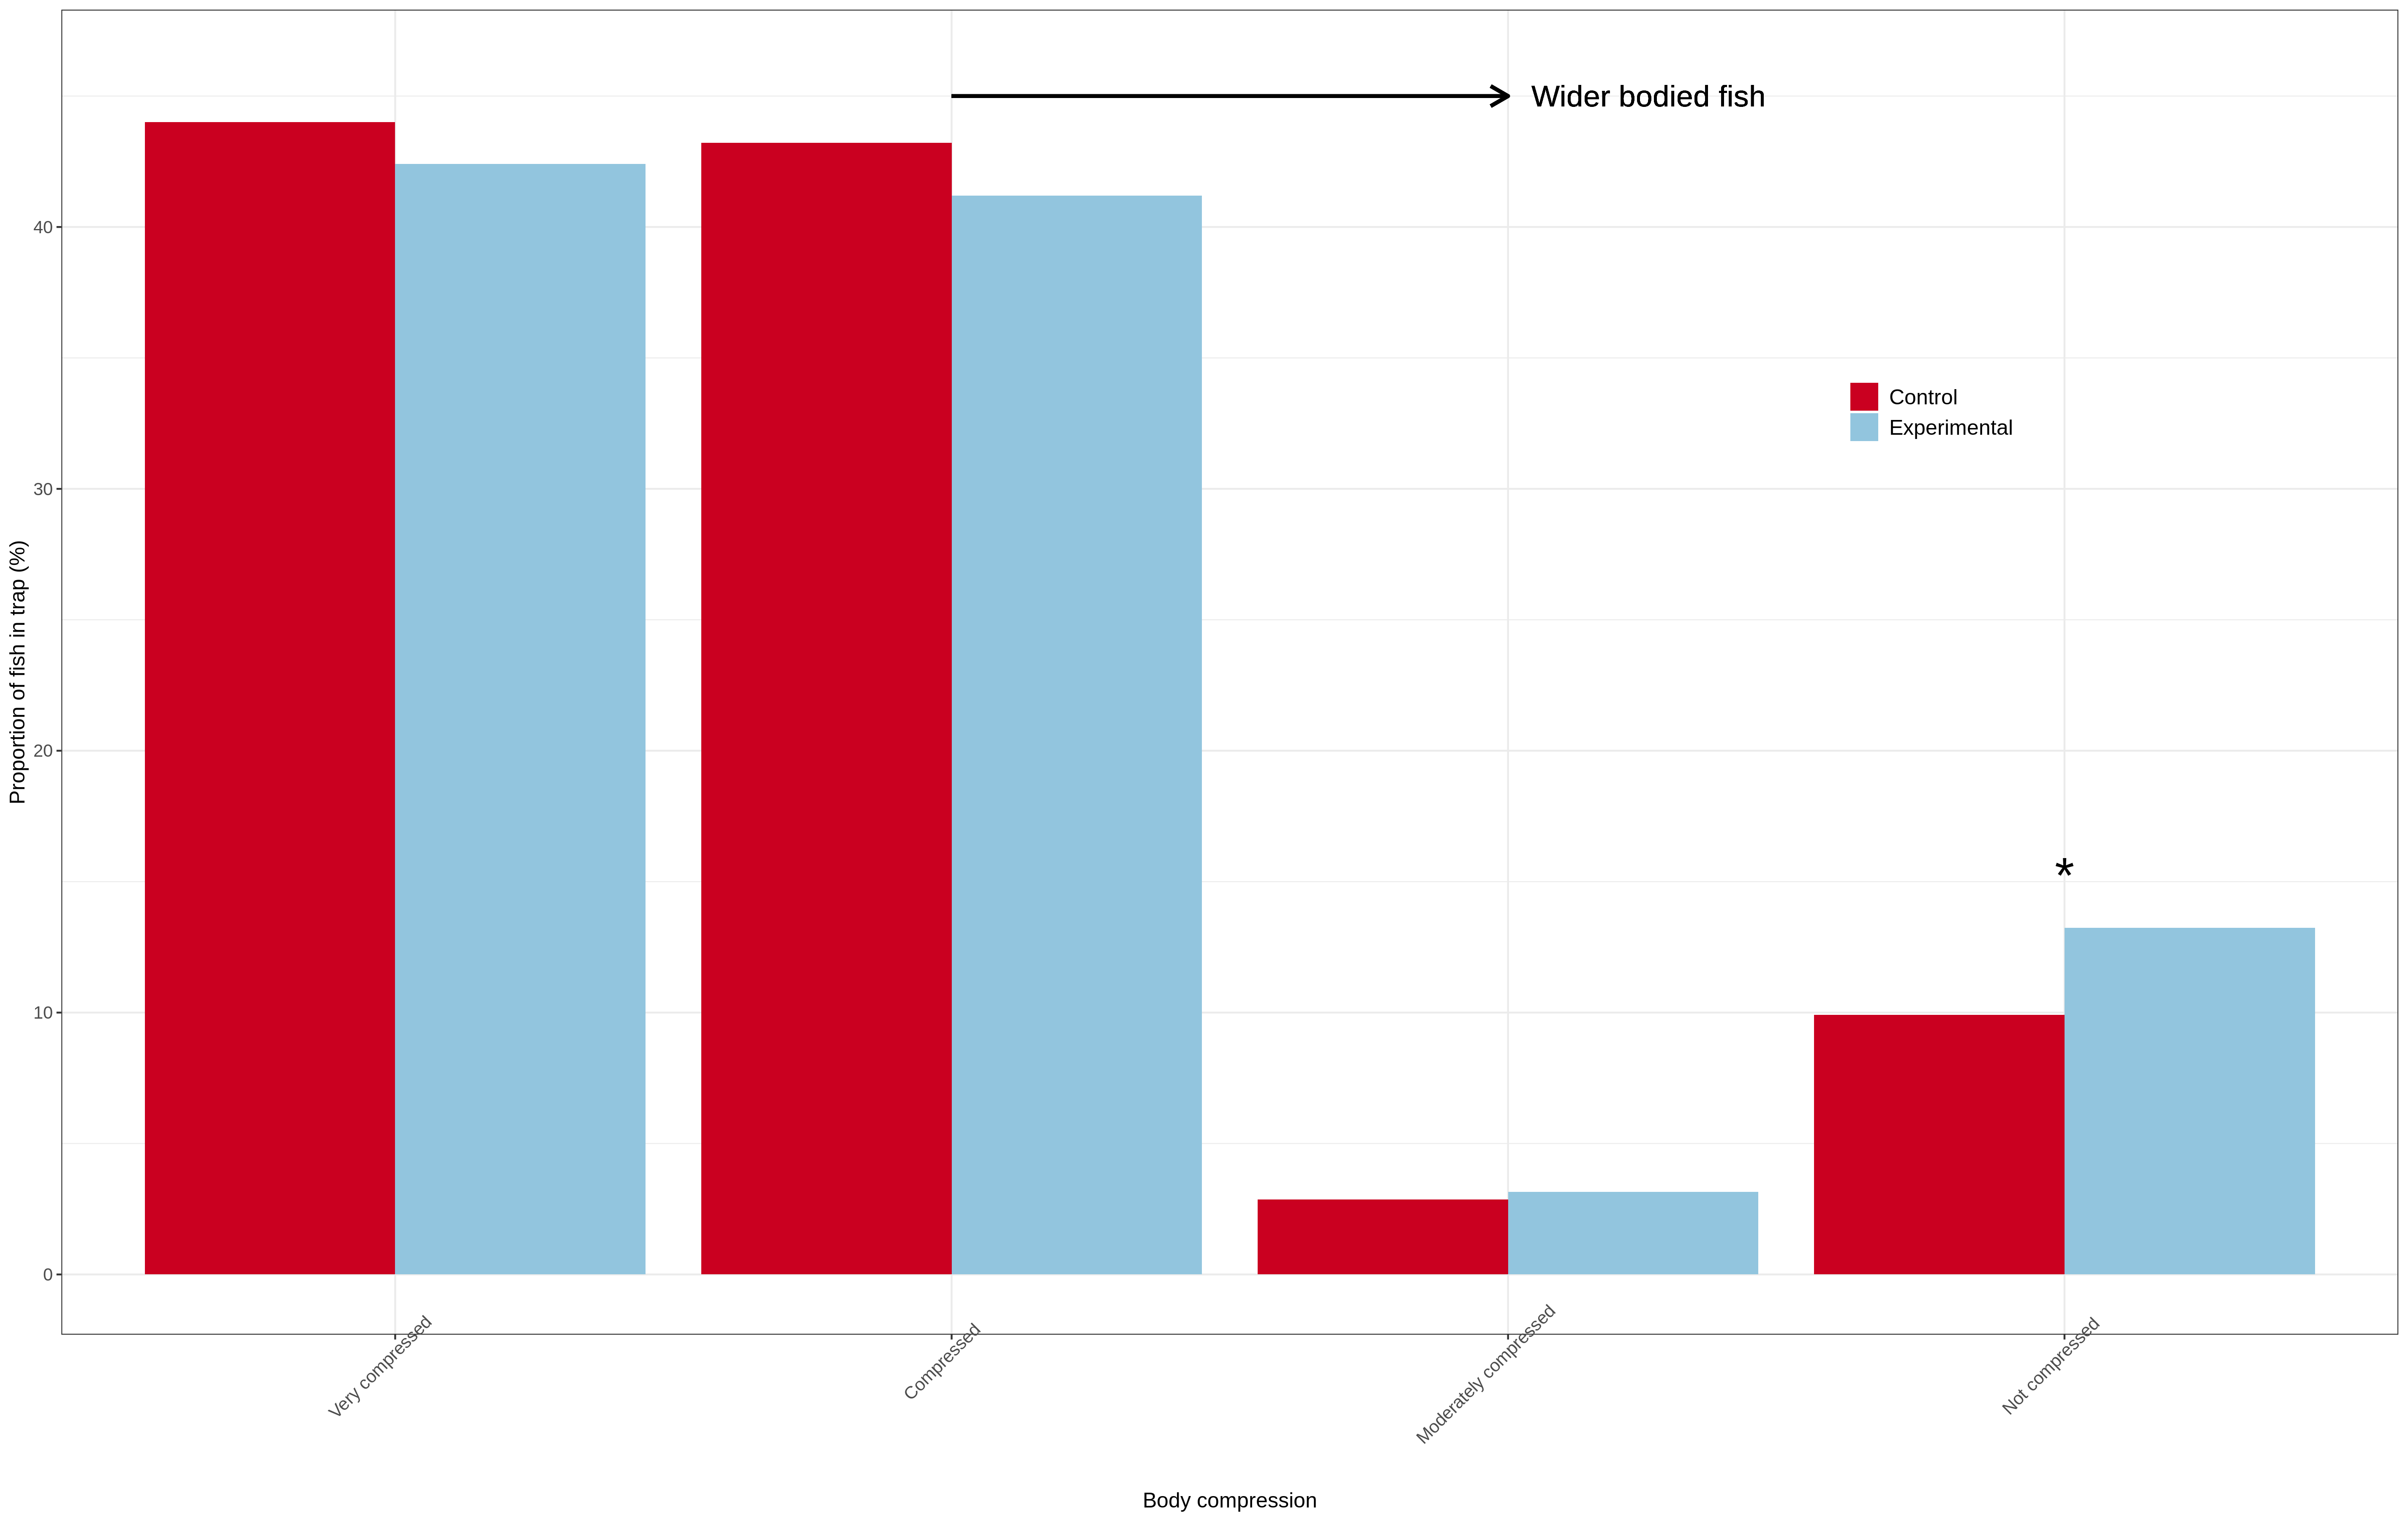 Wider bodied fish
Control
Experimental
*
Proportion of fish in trap (%)
40
30
20
10
0
Very compressed
Compressed
Moderately compressed
Not compressed
Body compression